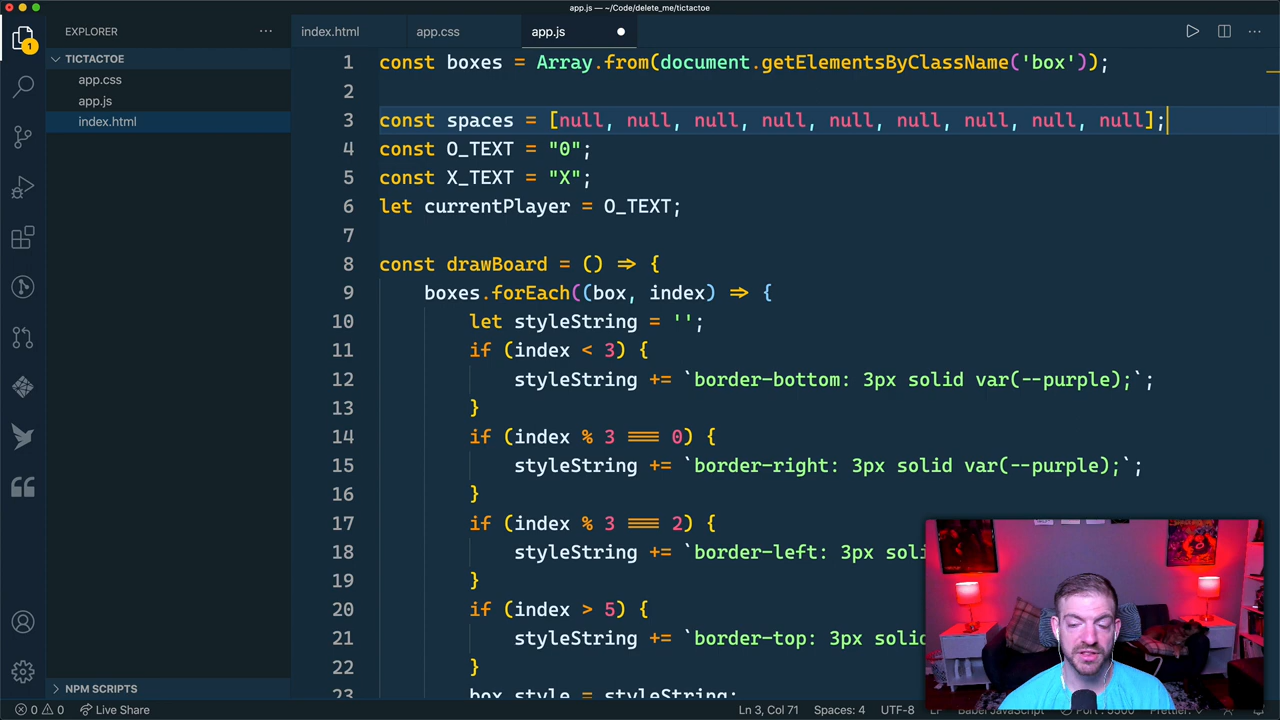 app.js — ~/Code/delete_me/tictactoe
EXPLORER
index.html
app.css
app.js
1
TICTACTOE
app.css
app.js
index.html
NPM SCRIPTS
1 const boxes = Array.from(document.getElementsByClassName('box'));
2
3 const spaces = [null, null, null, null, null, null, null, null, null];
4 const O_TEXT = "0";
5 const X_TEXT = "X";
6 let currentPlayer = O_TEXT;
7
8 const drawBoard = () => {
9 boxes.forEach((box, index) => {
10 let styleString = '';
11 if (index < 3) {
12 styleString += `border-bottom: 3px solid var(--purple);`;
13 }
14 if (index % 3 === 0) {
15 styleString += `border-right: 3px solid var(--purple);`;
16 }
17 if (index % 3 === 2) {
18 styleString += `border-left: 3px soli
19 }
20 if (index > 5) {
21 styleString += `border-top: 3px soli
22 }
23 box.style = styleString;
0 0 Live Share
Ln 3, Col 71 Spaces: 4 UTF-8 LF Babel JavaScript